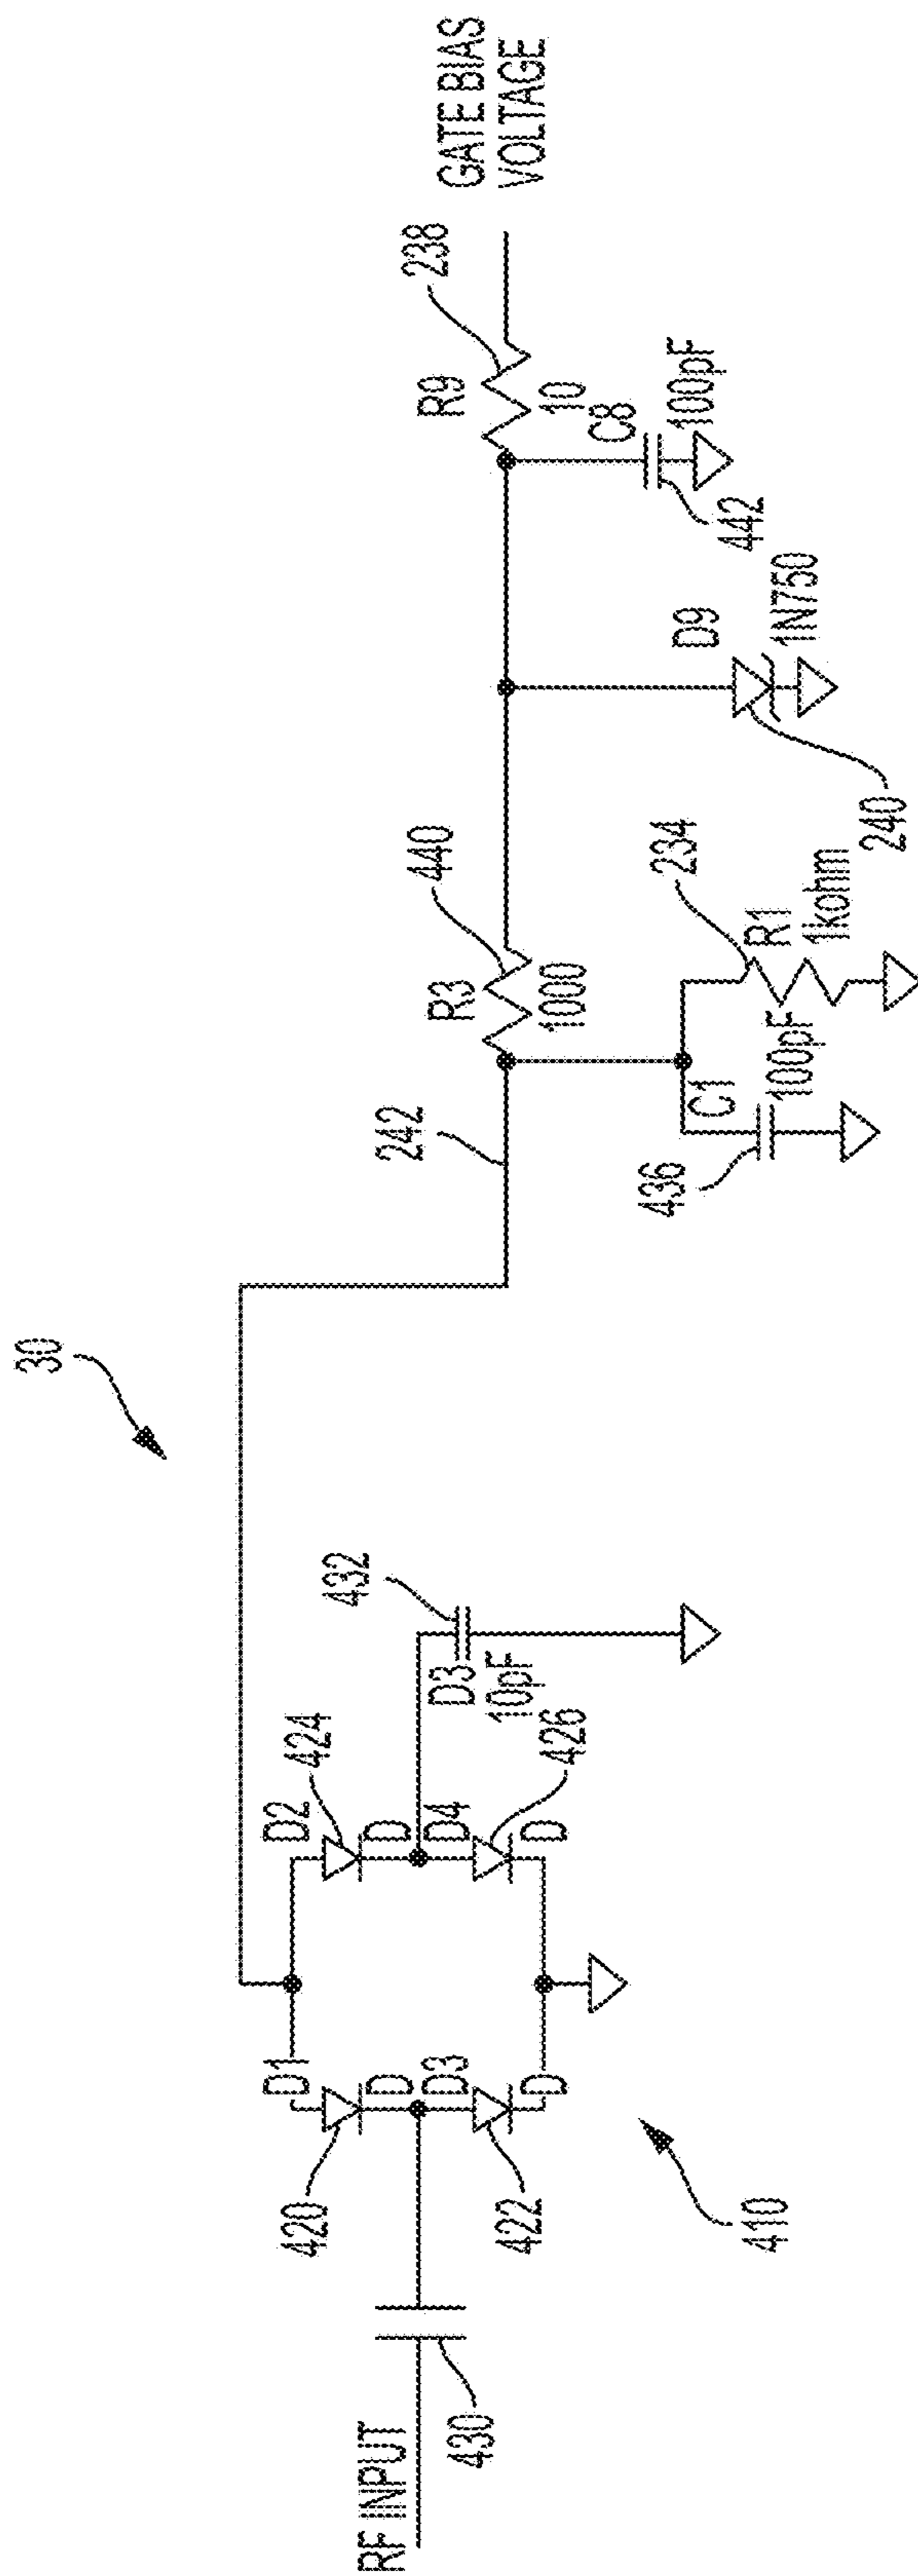 30
RF INPUT
430
420
D1
D
D3
D
422
410
D2
424
D
D4
D
426
D3
10pF
432
242
R3
440
1000
C1
100pF
436
234
R1
1kohm
D9
1N750
240
R9
238
10
C8
100pF
442
GATE BIAS
VOLTAGE